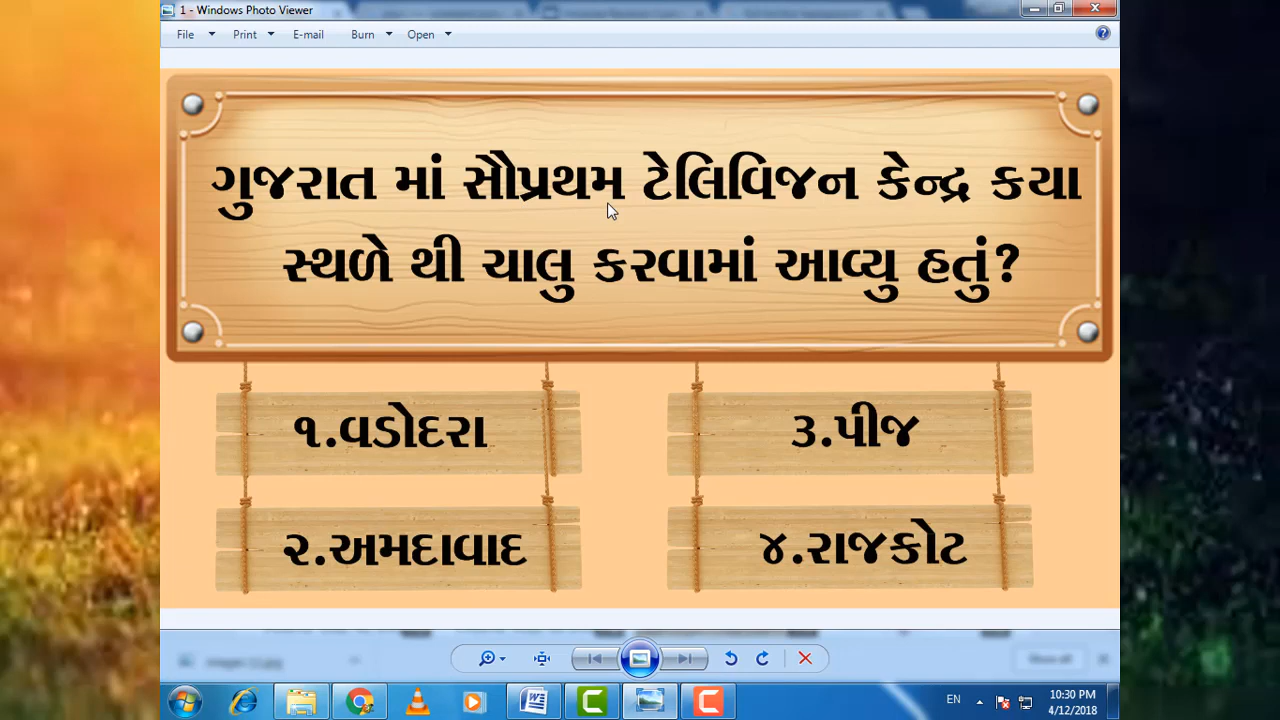 1 - Windows Photo Viewer
File Print E-mail Burn Open
ગુજરાત માં સૌપ્રથમ ટેલિવિજન કેન્દ્ર કયા
સ્થળે થી ચાલુ કરવામાં આવ્યુ હતું?
૧.વડોદરા
૩.પીજ
૨.અમદાવાદ
૪.રાજકોટ
EN
10:30 PM
4/12/2018